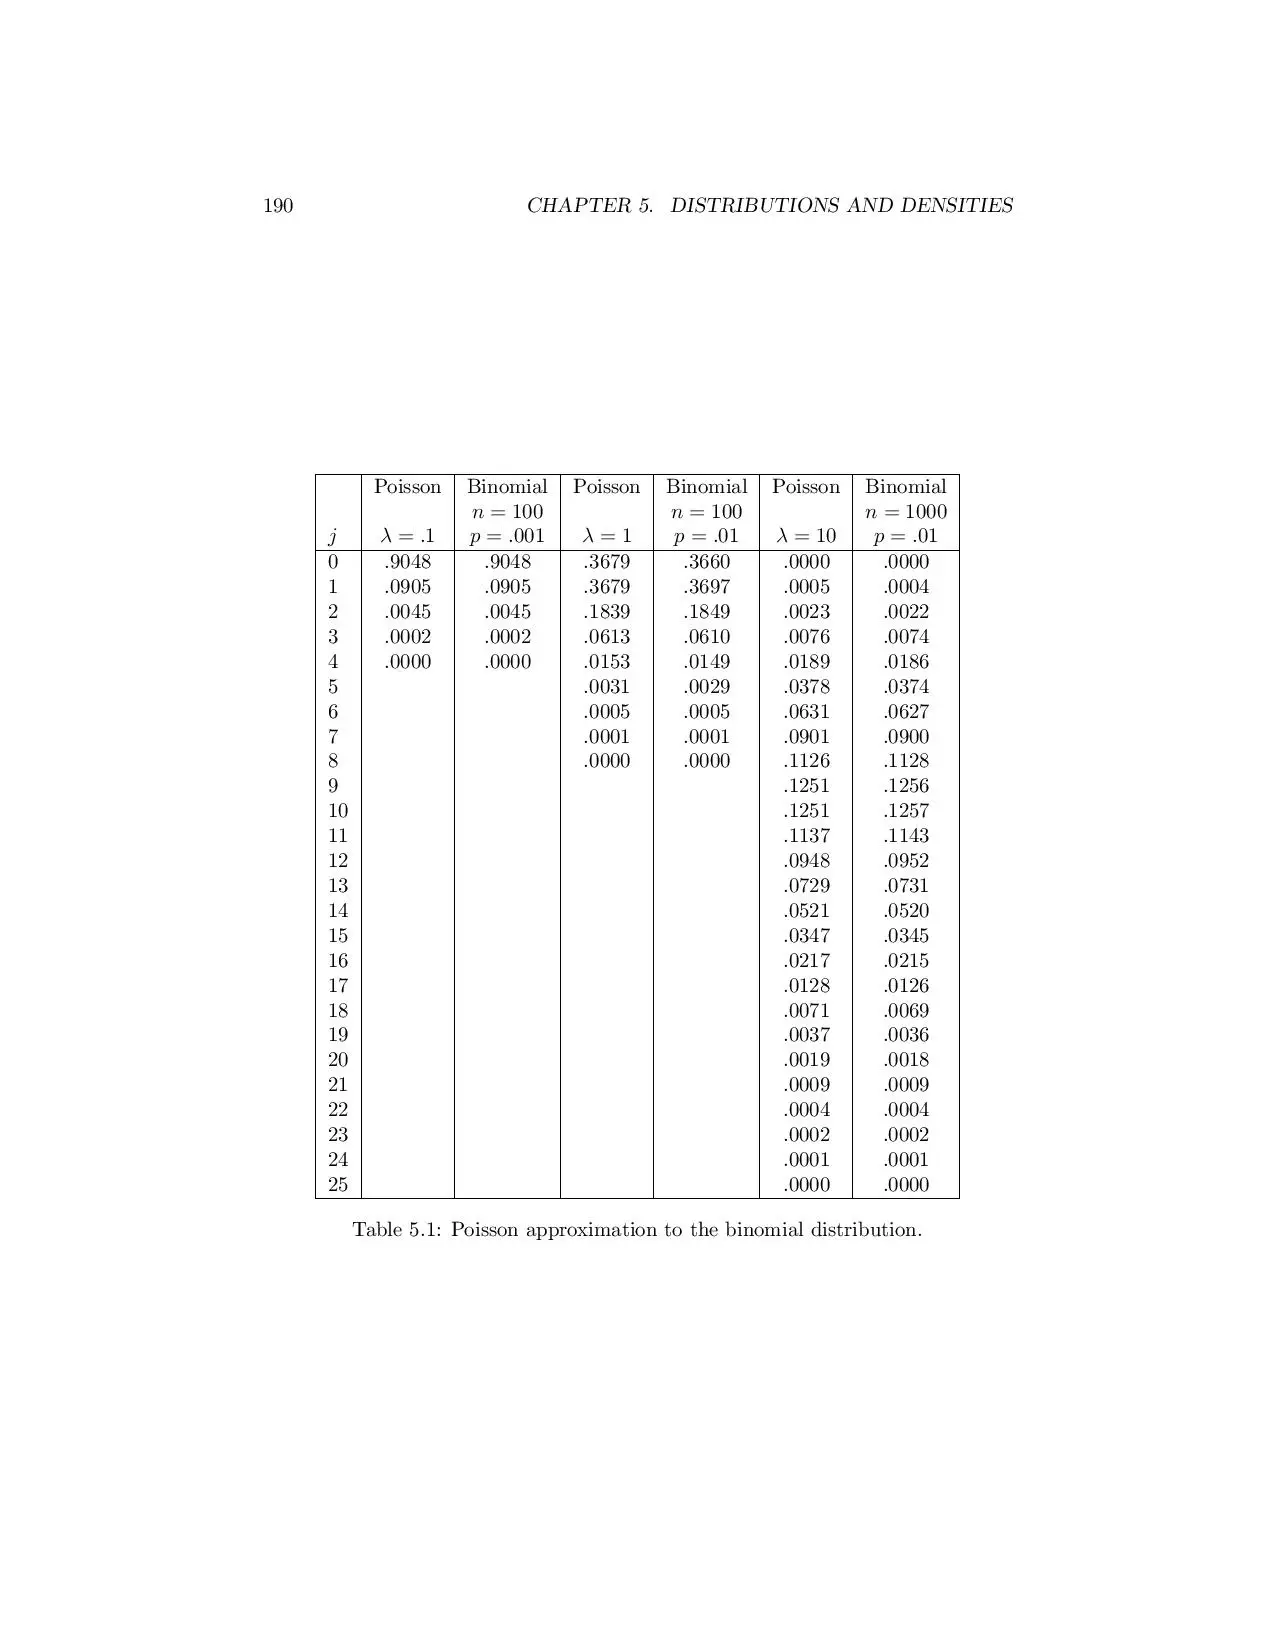 190 CHAPTER 5. DISTRIBUTIONS AND DENSITIES
Poisson Binomial Poisson Binomial Poisson Binomial
n = 100 n = 100 n = 1000
j λ = .1 p = .001 λ = 1 p = .01 λ = 10 p = .01
0 .9048 .9048 .3679 .3660 .0000 .0000
1 .0905 .0905 .3679 .3697 .0005 .0004
2 .0045 .0045 .1839 .1849 .0023 .0022
3 .0002 .0002 .0613 .0610 .0076 .0074
4 .0000 .0000 .0153 .0149 .0189 .0186
5 .0031 .0029 .0378 .0374
6 .0005 .0005 .0631 .0627
7 .0001 .0001 .0901 .0900
8 .0000 .0000 .1126 .1128
9 .1251 .1256
10 .1251 .1257
11 .1137 .1143
12 .0948 .0952
13 .0729 .0731
14 .0521 .0520
15 .0347 .0345
16 .0217 .0215
17 .0128 .0126
18 .0071 .0069
19 .0037 .0036
20 .0019 .0018
21 .0009 .0009
22 .0004 .0004
23 .0002 .0002
24 .0001 .0001
25 .0000 .0000
Table 5.1: Poisson approximation to the binomial distribution.